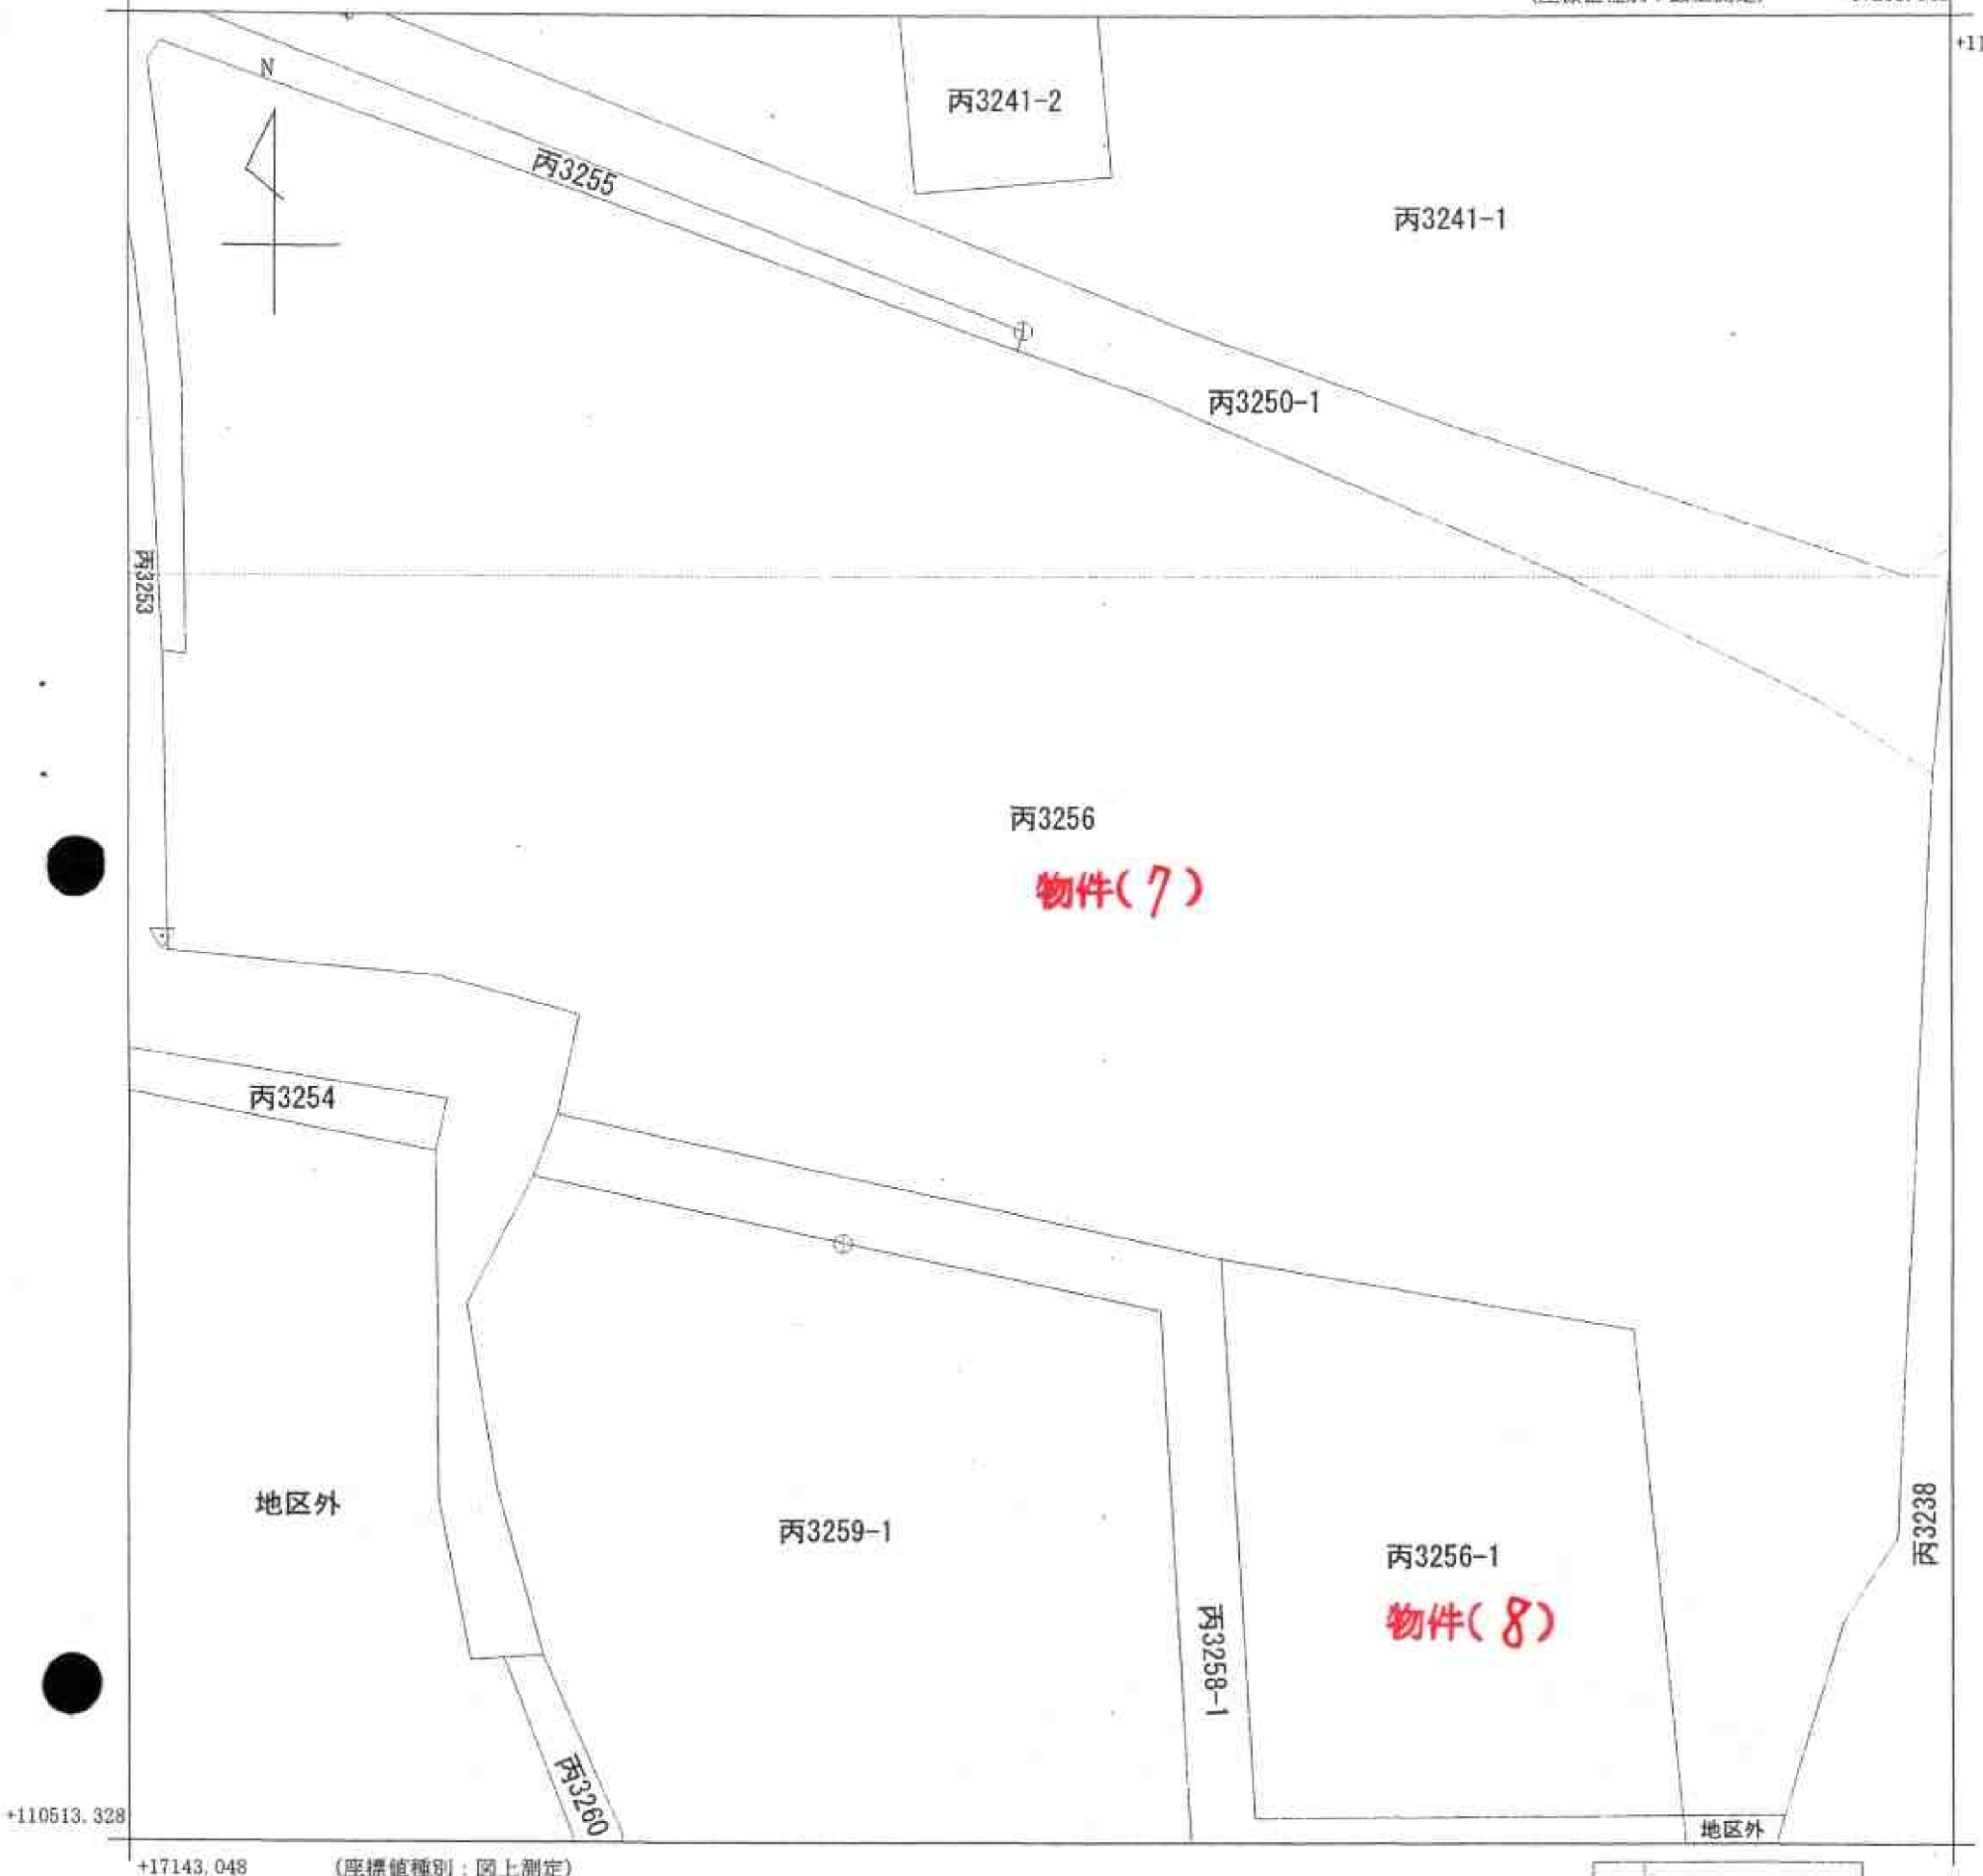 +11
N
丙3241-2
丙3255
丙3241-1
丙3250-1
丙3253
丙3256
物件(7)
丙3254
地区外
丙3259-1
丙3256-1
物件(8)
丙3238
丙3258-1
丙3260
+110513.328
地区外
+17143.048
(座標値種別：図上測定)